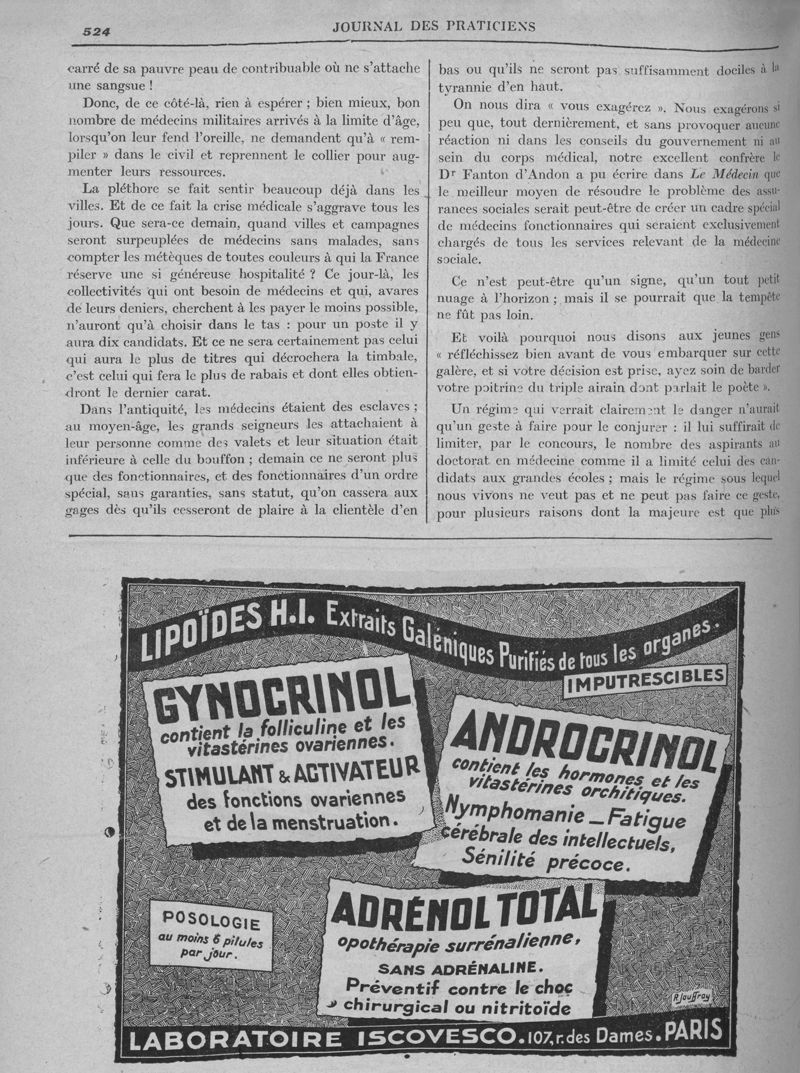 524
JOURNAL DES PRATICIENS
carré de sa pauvre peau de contribuable où ne s'attache
une sangsue !
Donc, de ce côté-là, rien à espérer ; bien mieux, bon
nombre de médecins militaires arrivés à la limite d'âge,
lorsqu'on leur fend l'oreille, ne demandent qu'à « rem-
piler » dans le civil et reprennent le collier pour aug-
menter leurs ressources.
La pléthore se fait sentir beaucoup déjà dans les
villes. Et de ce fait la crise médicale s'aggrave tous les
jours. Que sera-ce demain, quand villes et campagnes
seront surpeuplées de médecins sans malades, sans
compter les métèques de toutes couleurs à qui la France
réserve une si généreuse hospitalité ? Ce jour-là, les
collectivités qui ont besoin de médecins et qui, avares
de leurs deniers, cherchent à les payer le moins possible,
n'auront qu'à choisir dans le tas : pour un poste il y
aura dix candidats. Et ce ne sera certainement pas celui
qui aura le plus de titres qui décrochera la timbale,
c'est celui qui fera le plus de rabais et dont elles obtien-
dront le dernier carat.
Dans l'antiquité, les médecins étaient des esclaves ;
au moyen-âge, les grands seigneurs les attachaient à
leur personne comme des valets et leur situation était
inférieure à celle du bouffon ; demain ce ne seront plus
que des fonctionnaires, et des fonctionnaires d'un ordre
spécial, sans garanties, sans statut, qu'on cassera aux
gages dès qu'ils cesseront de plaire à la clientèle d'en
bas ou qu'ils ne seront pas suffisamment dociles à la
tyrannie d'en haut.
On nous dira « vous exagérez ». Nous exagérons si
peu que, tout dernièrement, et sans provoquer aucune
réaction ni dans les conseils du gouvernement ni au
sein du corps médical, notre excellent confrère le
Dr Fanton d'Andon a pu écrire dans Le Médecin que
le meilleur moyen de résoudre le problème des assu-
rances sociales serait peut-être de créer un cadre spécial
de médecins fonctionnaires qui seraient exclusivement
chargés de tous les services relevant de la médecine
sociale.
Ce n'est peut-être qu'un signe, qu'un tout petit
nuage à l'horizon ; mais il se pourrait que la tempête
ne fût pas loin.
Et voilà pourquoi nous disons aux jeunes gens
« réfléchissez bien avant de vous embarquer sur cette
galère, et si votre décision est prise, ayez soin de barder
votre poitrine du triple airain dont parlait le poète ».
Un régime qui verrait clairement le danger n'aurait
qu'un geste à faire pour le conjurer : il lui suffirait de
limiter, par le concours, le nombre des aspirants au
doctorat en médecine comme il a limité celui des can-
didats aux grandes écoles ; mais le régime sous lequel
nous vivons ne veut pas et ne peut pas faire ce geste,
pour plusieurs raisons dont la majeure est que plus
LIPOÏDES H.I. Extraits Galéniques Purifiés de tous les organes.
IMPUTRESCIBLES
GYNOCRINOL
contient la folliculine et les
vitastérines ovariennes.
STIMULANT & ACTIVATEUR
des fonctions ovariennes
et de la menstruation.
ANDROCRINOL
contient les hormones et les
vitastérines orchitiques.
Nymphomanie _ Fatigue
cérébrale des intellectuels,
Sénilité précoce.
POSOLOGIE
au moins 6 pilules
par jour.
ADRÉNOL TOTAL
opothérapie surrénalienne,
SANS ADRÉNALINE.
Préventif contre le choc
chirurgical ou nitritoïde
R. Jouffroy
LABORATOIRE ISCOVESCO. 107, r. des Dames. PARIS